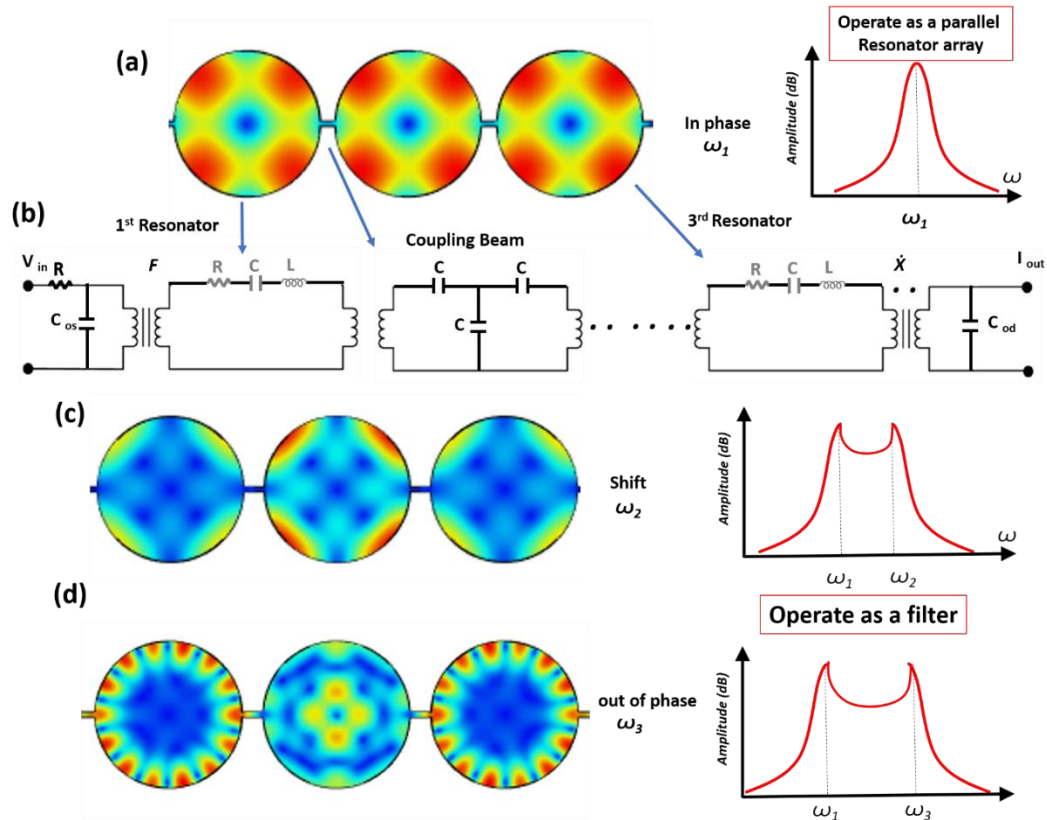 (a)
Operate as a parallel
Resonator array
Amplitude (dB)
In phase
ω1
ω
ω1
(b)
1st Resonator
Coupling Beam
3rd Resonator
V in
R
F
R
C
L
C
C
R
C
L
Ẋ
I out
C os
C
C od
(c)
Shift
ω2
Amplitude (dB)
ω
ω1
ω2
(d)
Operate as a filter
out of phase
ω3
Amplitude (dB)
ω1
ω3